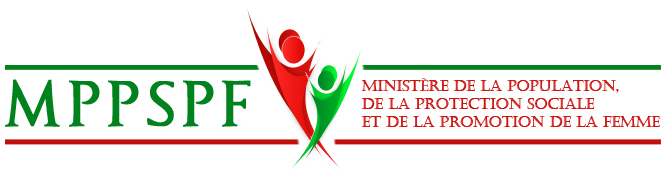 MPPSPF
MINISTÈRE DE LA POPULATION,
DE LA PROTECTION SOCIALE
ET DE LA PROMOTION DE LA FEMME